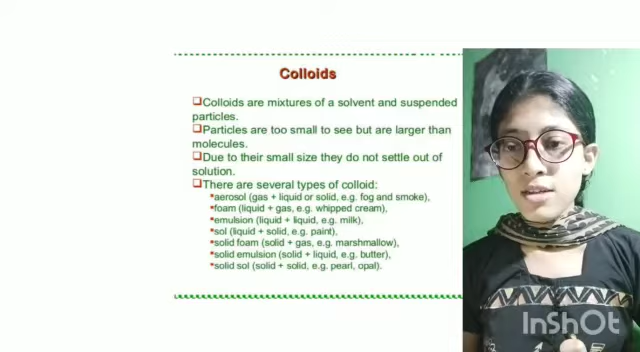 Colloids
❑Colloids are mixtures of a solvent and suspended
particles.
❑Particles are too small to see but are larger than
molecules.
❑Due to their small size they do not settle out of
solution.
❑There are several types of colloid:
▪aerosol (gas + liquid or solid, e.g. fog and smoke),
▪foam (liquid + gas, e.g. whipped cream),
▪emulsion (liquid + liquid, e.g. milk),
▪sol (liquid + solid, e.g. paint),
▪solid foam (solid + gas, e.g. marshmallow),
▪solid emulsion (solid + liquid, e.g. butter),
▪solid sol (solid + solid, e.g. pearl, opal).
InShOt